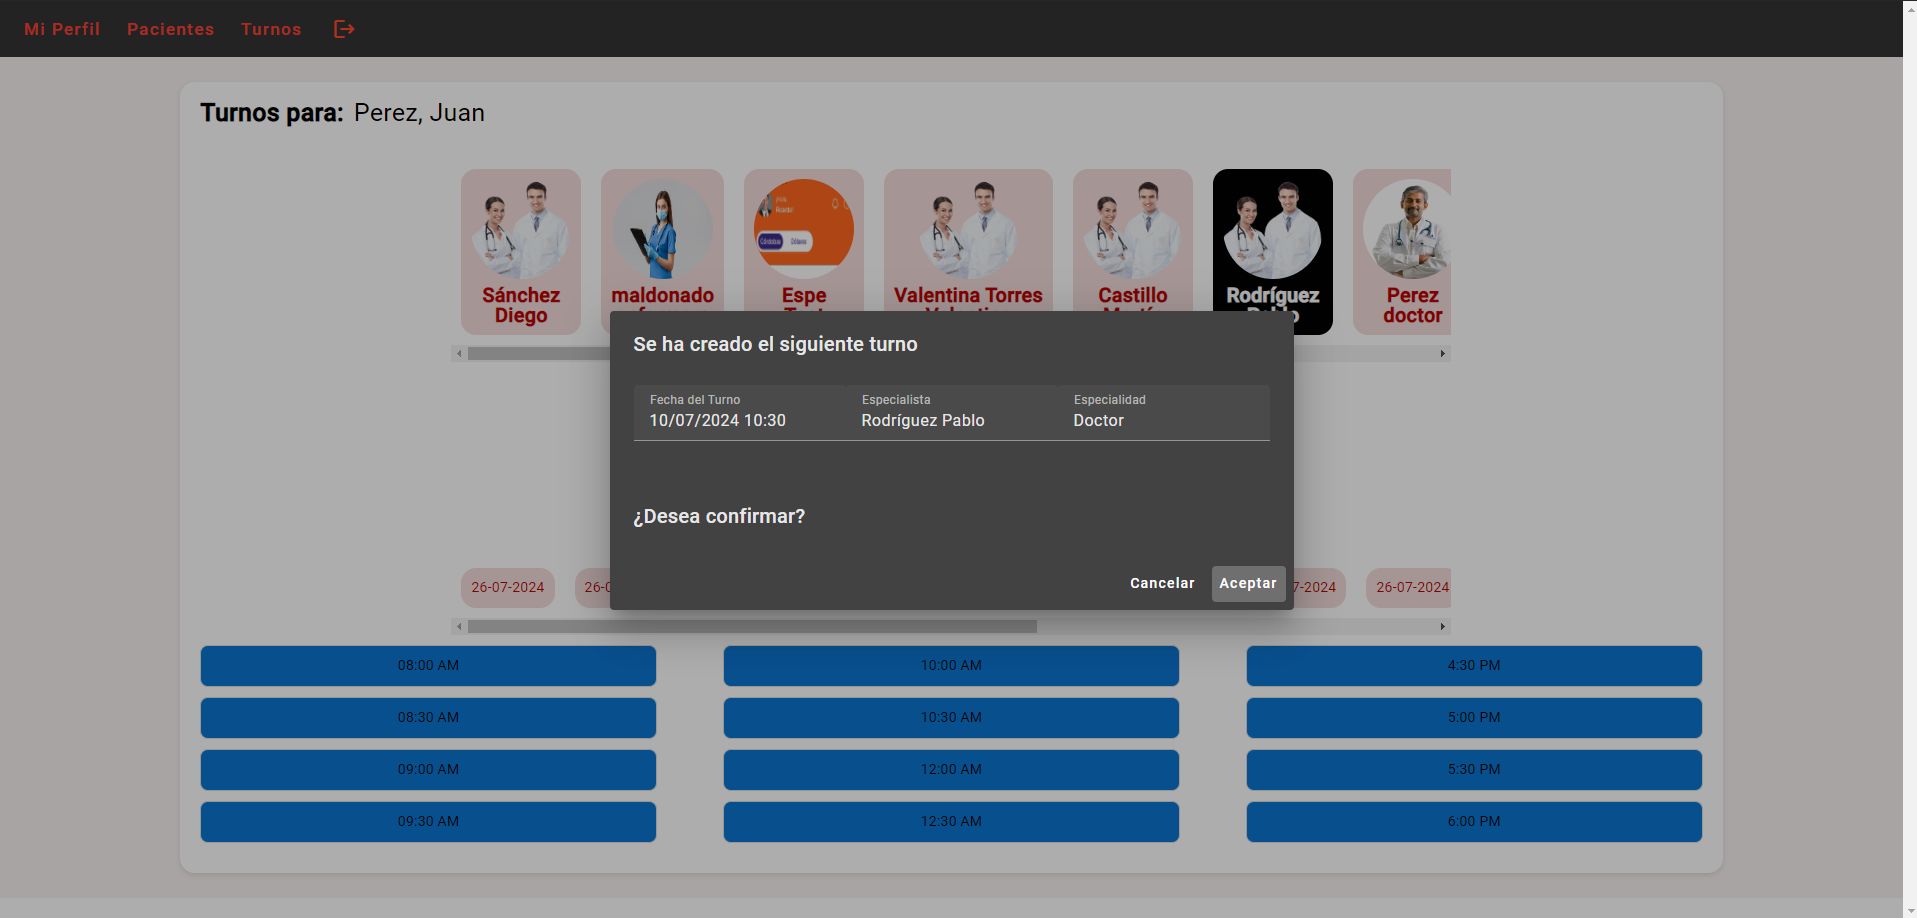 Mi Perfil Pacientes Turnos
Turnos para: Perez, Juan
Sánchez
Diego
maldonado
Espe
Valentina Torres
Castillo
Rodríguez
Perez
doctor
Se ha creado el siguiente turno
Fecha del Turno Especialista Especialidad
10/07/2024 10:30 Rodríguez Pablo Doctor
¿Desea confirmar?
Cancelar Aceptar
26-07-2024 26-0 7-2024 26-07-2024
08:00 AM 10:00 AM 4:30 PM
08:30 AM 10:30 AM 5:00 PM
09:00 AM 12:00 AM 5:30 PM
09:30 AM 12:30 AM 6:00 PM